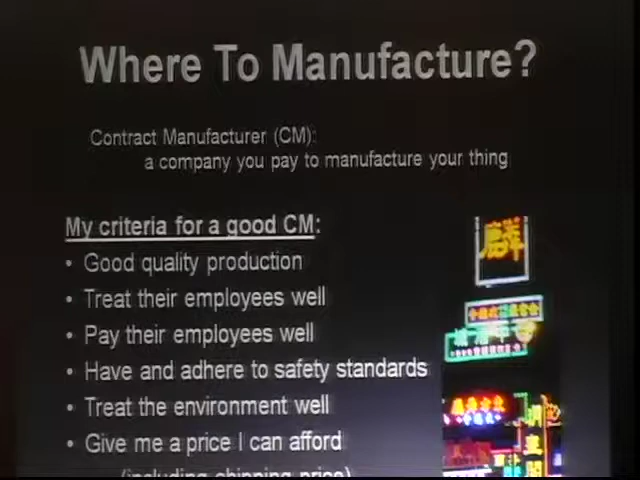 Where To Manufacture?
Contract Manufacturer (CM):
a company you pay to manufacture your thing
My criteria for a good CM:
• Good quality production
• Treat their employees well
• Pay their employees well
• Have and adhere to safety standards
• Treat the environment well
• Give me a price I can afford
(including shipping price)